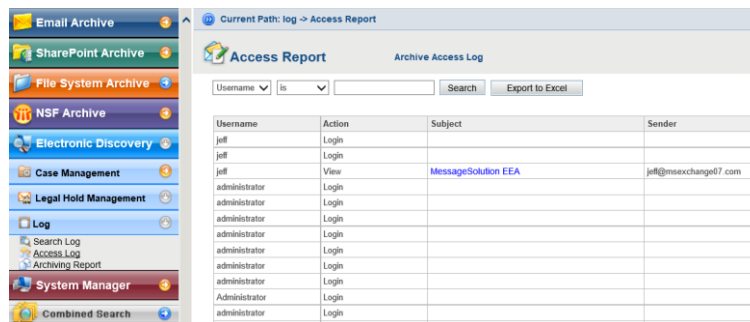 Email Archive
SharePoint Archive
File System Archive
NSF Archive
Electronic Discovery
Case Management
Legal Hold Management
Log
Search Log
Access Log
Archiving Report
System Manager
Combined Search
Current Path: log -> Access Report
Access Report Archive Access Log
Username is Search Export to Excel
Username Action Subject Sender
jeff Login
jeff Login
jeff View MessageSolution EEA jeff@msexchange07.com
administrator Login
administrator Login
administrator Login
administrator Login
administrator Login
administrator Login
administrator Login
Administrator Login
administrator Login